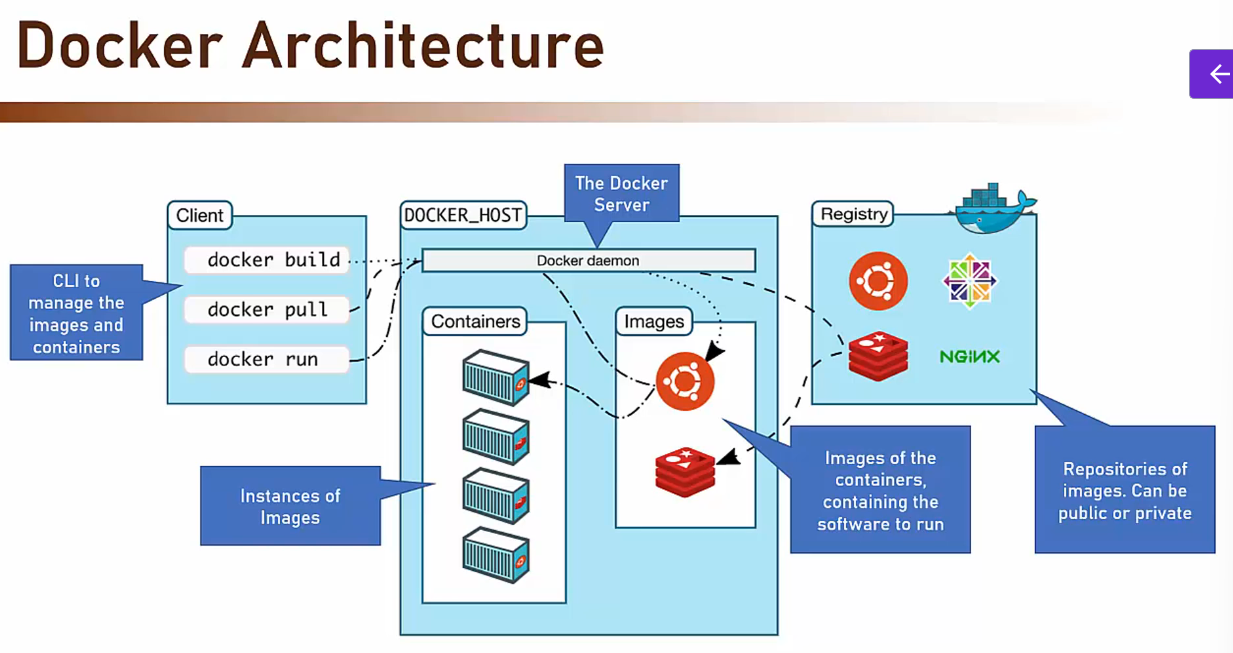 Docker Architecture
The Docker
Server
Client
DOCKER_HOST
Registry
docker build
docker pull
docker run
Docker daemon
CLI to
manage the
images and
containers
Containers
Images
NGiNX
Instances of
Images
Images of the
containers,
containing the
software to run
Repositories of
images. Can be
public or private